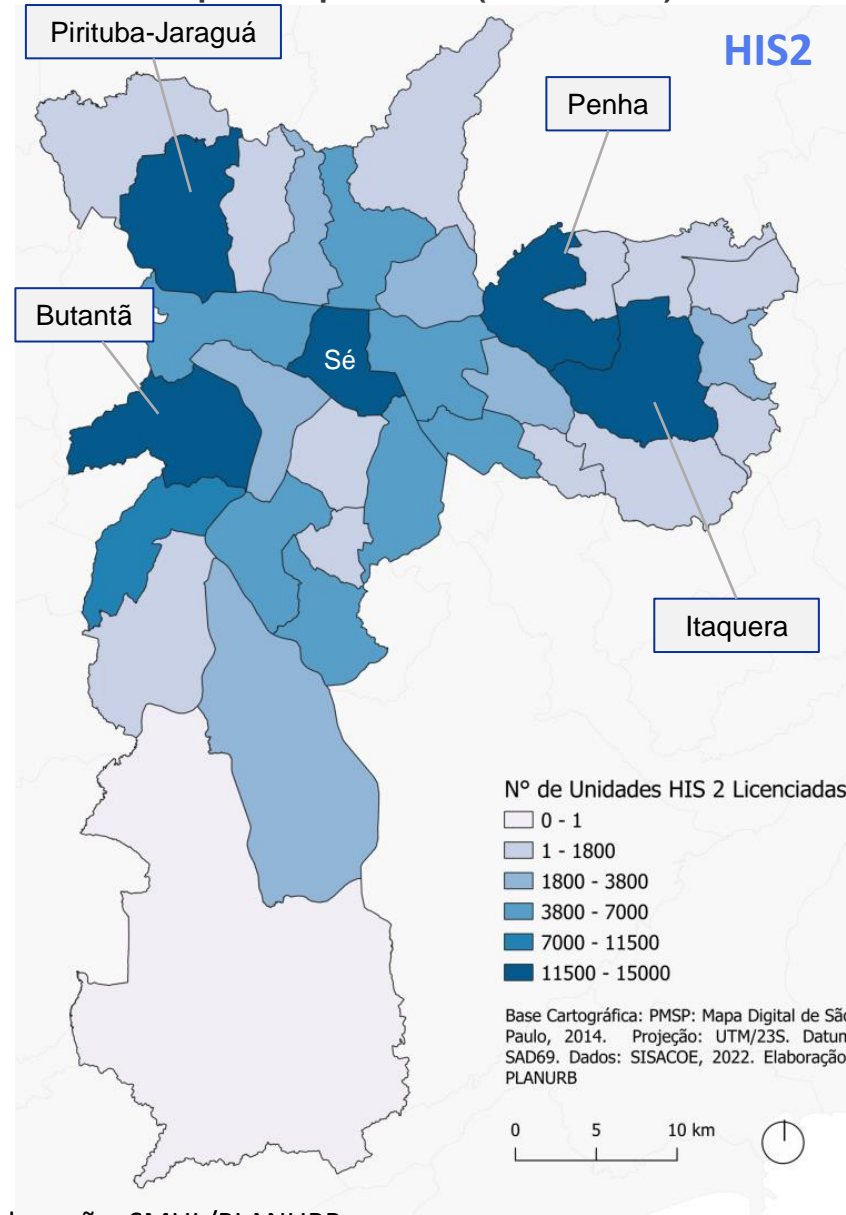 Pirituba-Jaraguá
HIS2
Penha
Butantã
Sé
Itaquera
N° de Unidades HIS 2 Licenciadas
0 - 1
1 - 1800
1800 - 3800
3800 - 7000
7000 - 11500
11500 - 15000
Base Cartográfica: PMSP: Mapa Digital de São
Paulo, 2014. Projeção: UTM/23S. Datum
SAD69. Dados: SISACOE, 2022. Elaboração
PLANURB
0 5 10 km